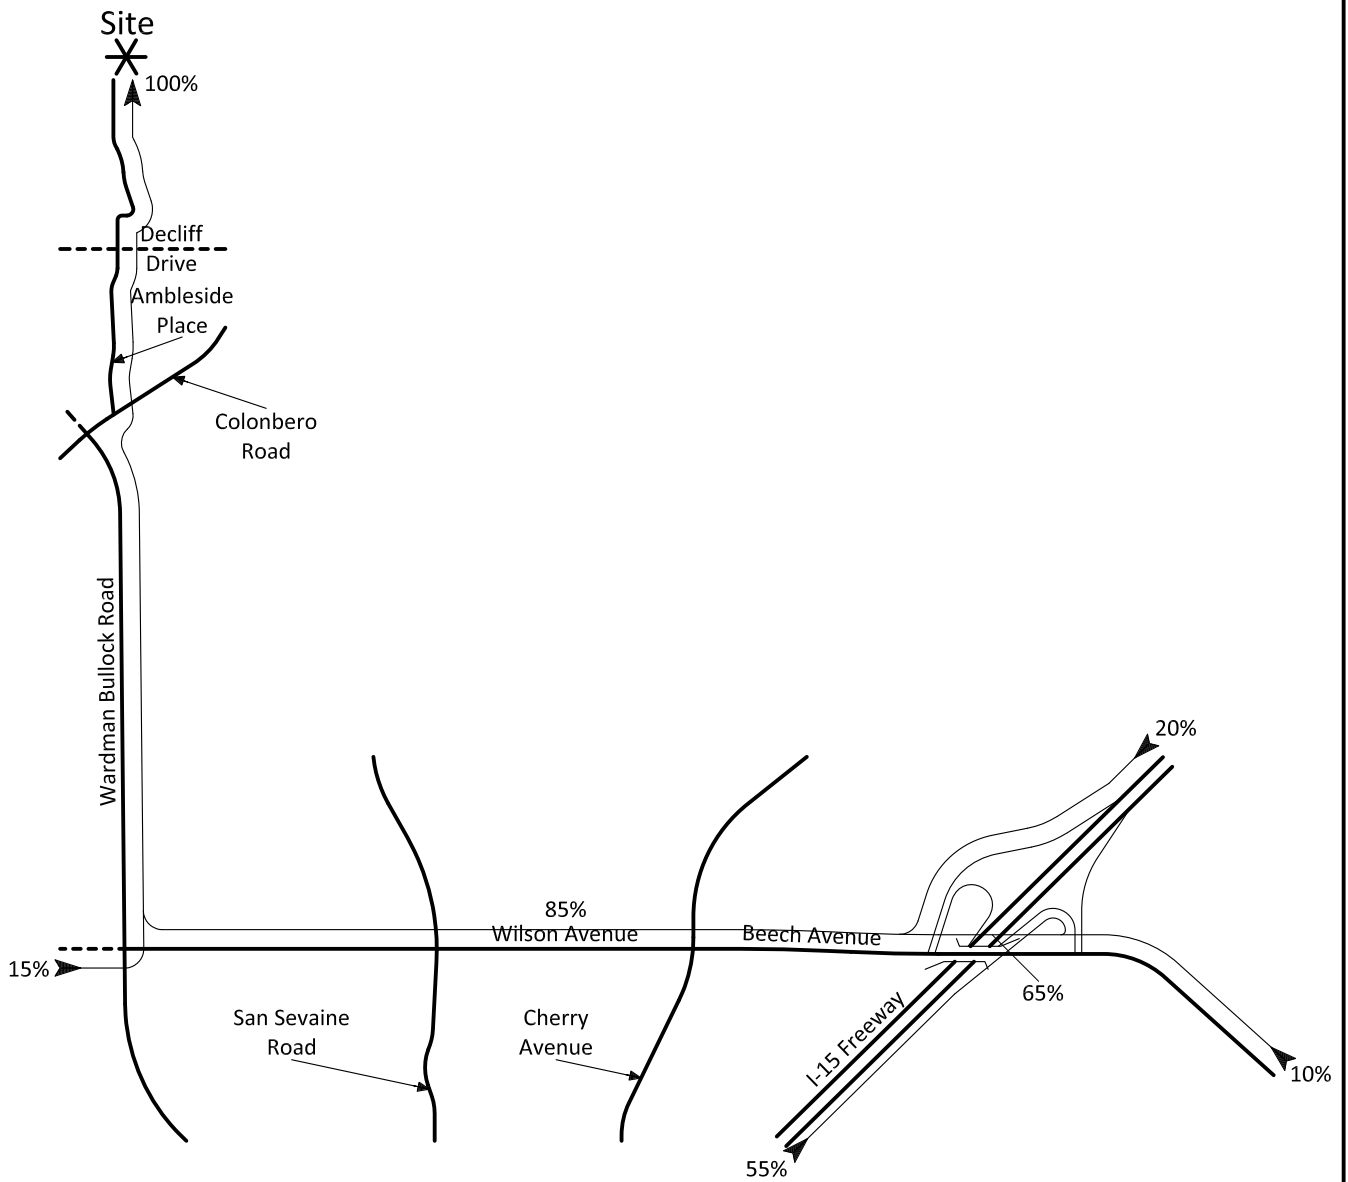 Site
100%
Decliff
Drive
Ambleside
Place
Colonbero
Road
Wardman Bullock Road
20%
85%
Wilson Avenue
Beech Avenue
15%
65%
San Sevaine
Road
Cherry
Avenue
I-15 Freeway
10%
55%